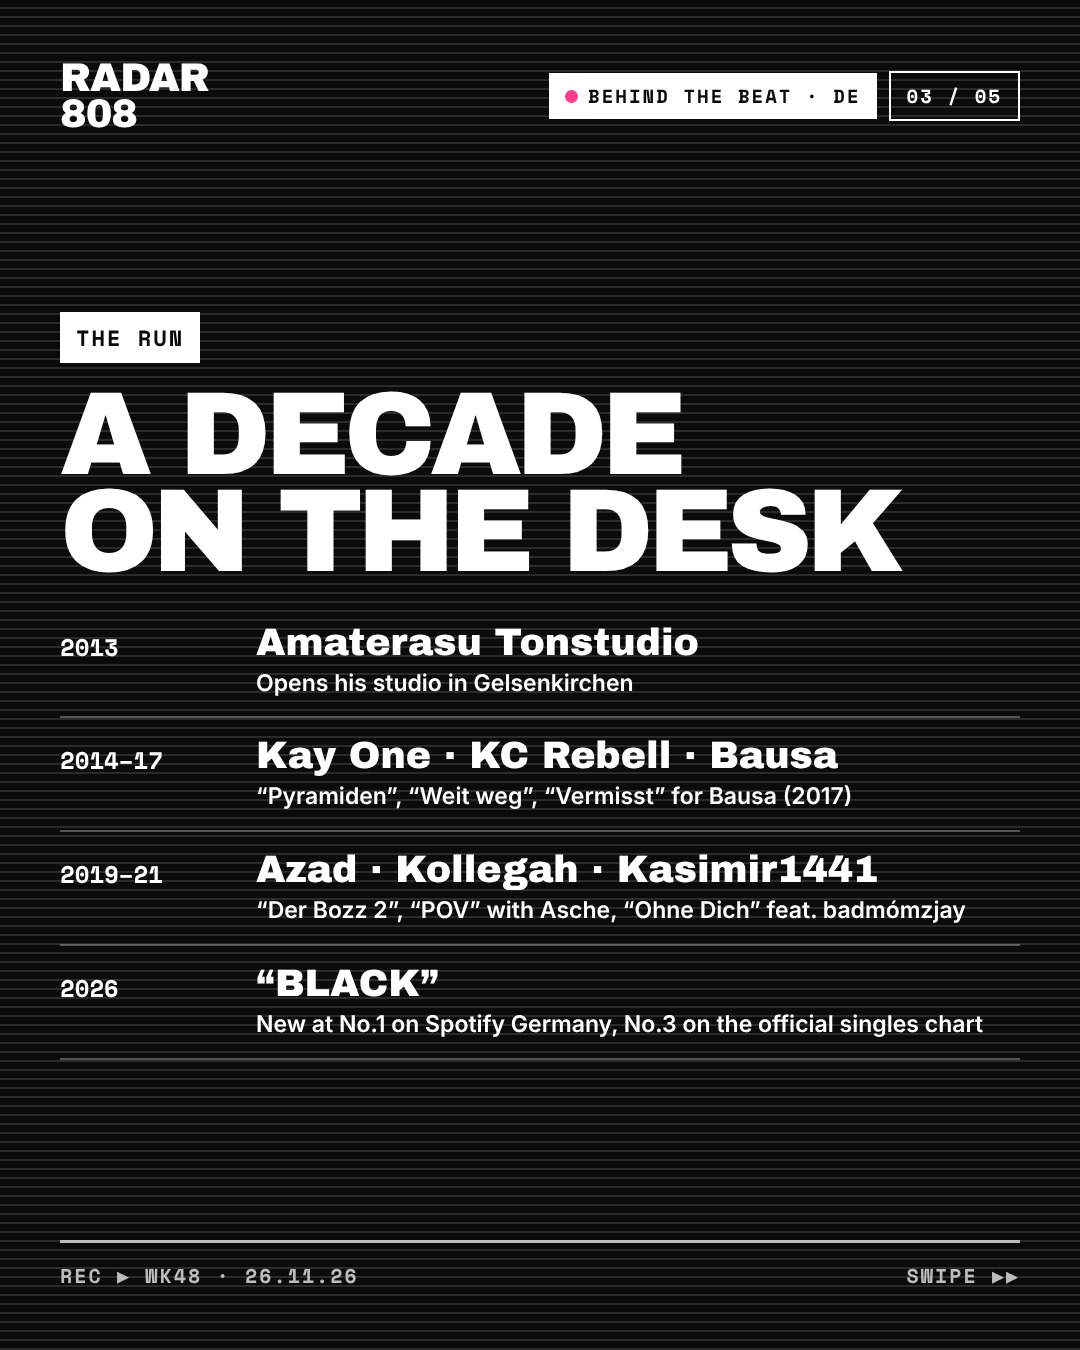 RADAR
808
BEHIND THE BEAT · DE
03 / 05
THE RUN
A DECADE
ON THE DESK
2013
Amaterasu Tonstudio
Opens his studio in Gelsenkirchen
2014–17
Kay One · KC Rebell · Bausa
“Pyramiden”, “Weit weg”, “Vermisst” for Bausa (2017)
2019–21
Azad · Kollegah · Kasimir1441
“Der Bozz 2”, “POV” with Asche, “Ohne Dich” feat. badmómzjay
2026
“BLACK”
New at No.1 on Spotify Germany, No.3 on the official singles chart
REC ▶ WK48 · 26.11.26
SWIPE ▶▶